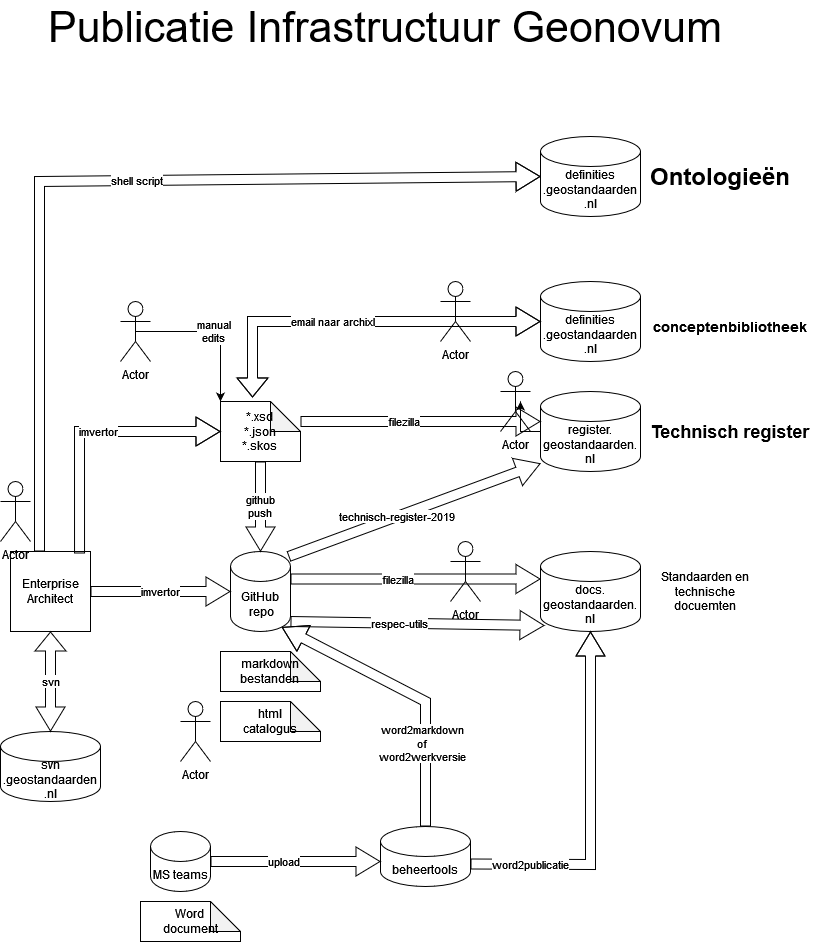 Publicatie Infrastructuur Geonovum
shell script
definities
.geostandaarden
.nl
Ontologieën
manual
edits
Actor
email naar archixl
Actor
definities
.geostandaarden
.nl
conceptenbibliotheek
imvertor
*.xsd
*.json
*.skos
filezilla
Actor
register.
geostandaarden.
nl
Technisch register
github
push
technisch-register-2019
Actor
Enterprise
Architect
imvertor
GitHub
repo
filezilla
Actor
respec-utils
docs.
geostandaarden.
nl
Standaarden en
technische
docuemten
svn
markdown
bestanden
html
catalogus
Actor
word2markdown
of
word2werkversie
svn
.geostandaarden
.nl
MS teams
upload
beheertools
word2publicatie
Word
document